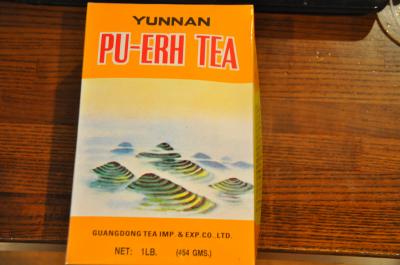 YUNNAN
PU-ERH TEA
GUANGDONG TEA IMP. & EXP. CO., LTD.
NET: 1LB. (454 GMS.)